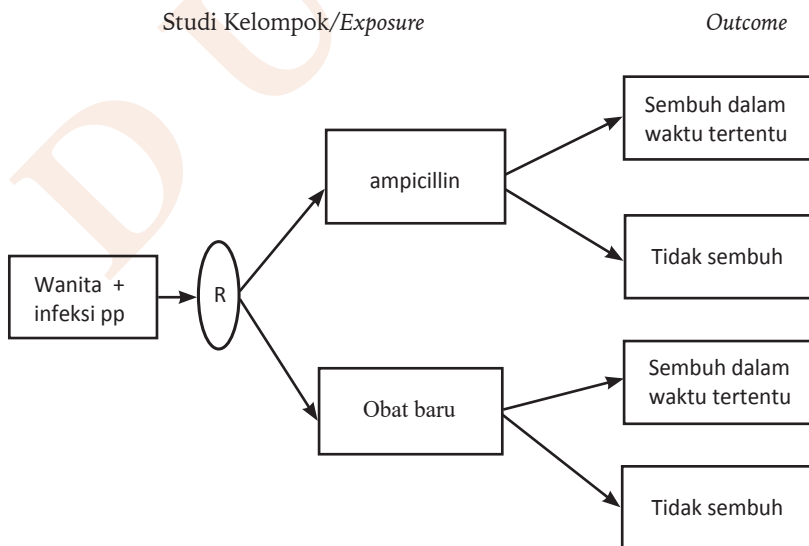 Studi Kelompok/Exposure
Outcome
Sembuh dalam
waktu tertentu
ampicillin
Tidak sembuh
Wanita +
infeksi pp
R
Sembuh dalam
waktu tertentu
Obat baru
Tidak sembuh
D U